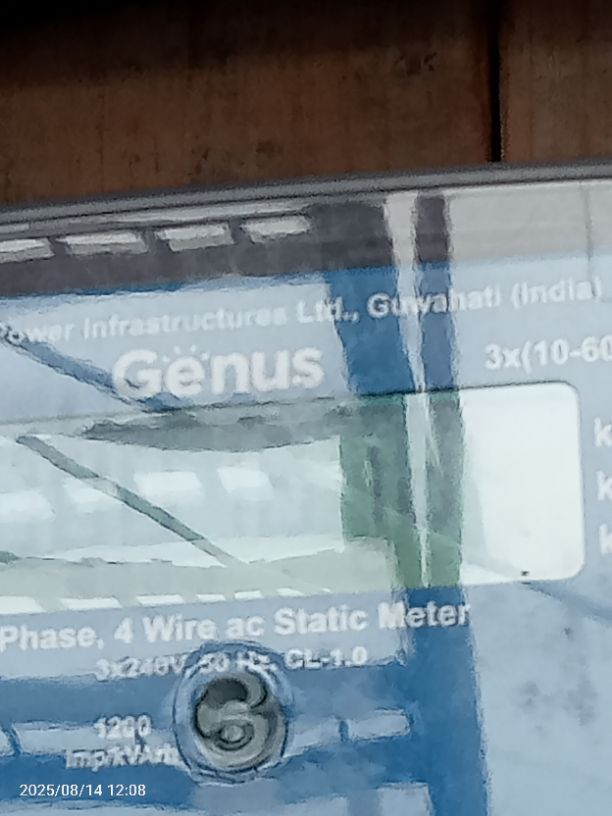 Power Infrastructures Ltd., Guwahati (India)
Genus
3x(10-60
k
k
k
Phase, 4 Wire ac Static Meter
3x240V, 50 Hz, CL-1.0
1200
imp/kVArh
2025/08/14 12:08